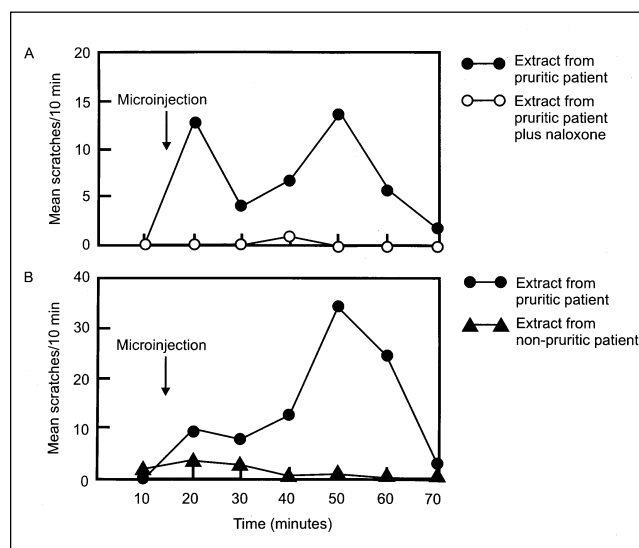 A
20
15
10
5
0
Mean scratches/10 min
Microinjection
Extract from
pruritic patient
Extract from
pruritic patient
plus naloxone
B
40
30
20
10
0
Mean scratches/10 min
Microinjection
Extract from
pruritic patient
Extract from
non-pruritic patient
10 20 30 40 50 60 70
Time (minutes)